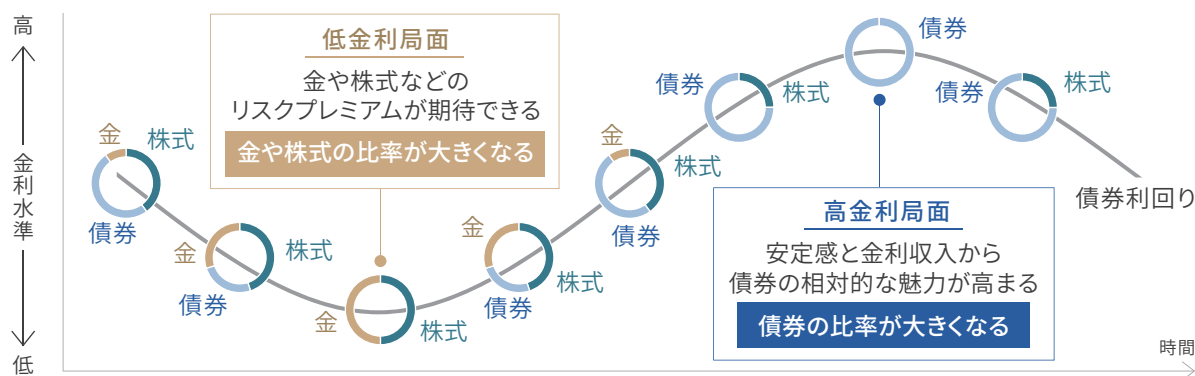 高
金利水準
低
低金利局面
金や株式などの
リスクプレミアムが期待できる
金や株式の比率が大きくなる
金
株式
債券
金
株式
債券
金
株式
金
株式
債券
金
株式
債券
債券
株式
債券
債券
株式
高金利局面
安定感と金利収入から
債券の相対的な魅力が高まる
債券の比率が大きくなる
債券利回り
時間